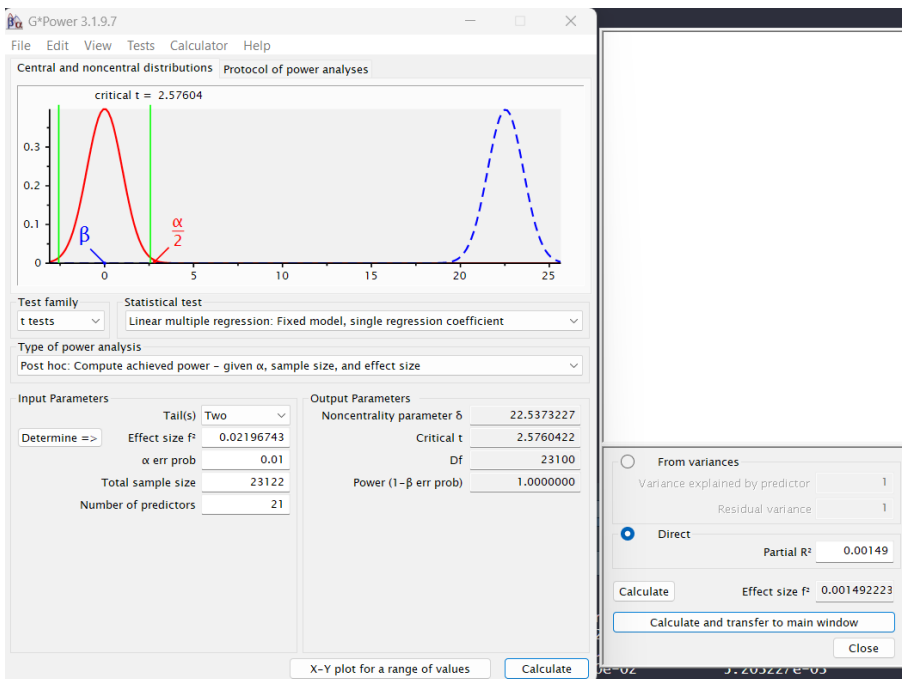 G*Power 3.1.9.7
File Edit View Tests Calculator Help
Central and noncentral distributions Protocol of power analyses
critical t = 2.57604
0.3
0.2
0.1
0
β
α
2
0 5 10 15 20 25
Test family
t tests
Statistical test
Linear multiple regression: Fixed model, single regression coefficient
Type of power analysis
Post hoc: Compute achieved power – given α, sample size, and effect size
Input Parameters
Tail(s) Two
Determine => Effect size f² 0.02196743
α err prob 0.01
Total sample size 23122
Number of predictors 21
Output Parameters
Noncentrality parameter δ 22.5373227
Critical t 2.5760422
Df 23100
Power (1-β err prob) 1.0000000
X-Y plot for a range of values Calculate
From variances
Variance explained by predictor 1
Residual variance 1
Direct
Partial R² 0.00149
Calculate Effect size f² 0.001492223
Calculate and transfer to main window
Close